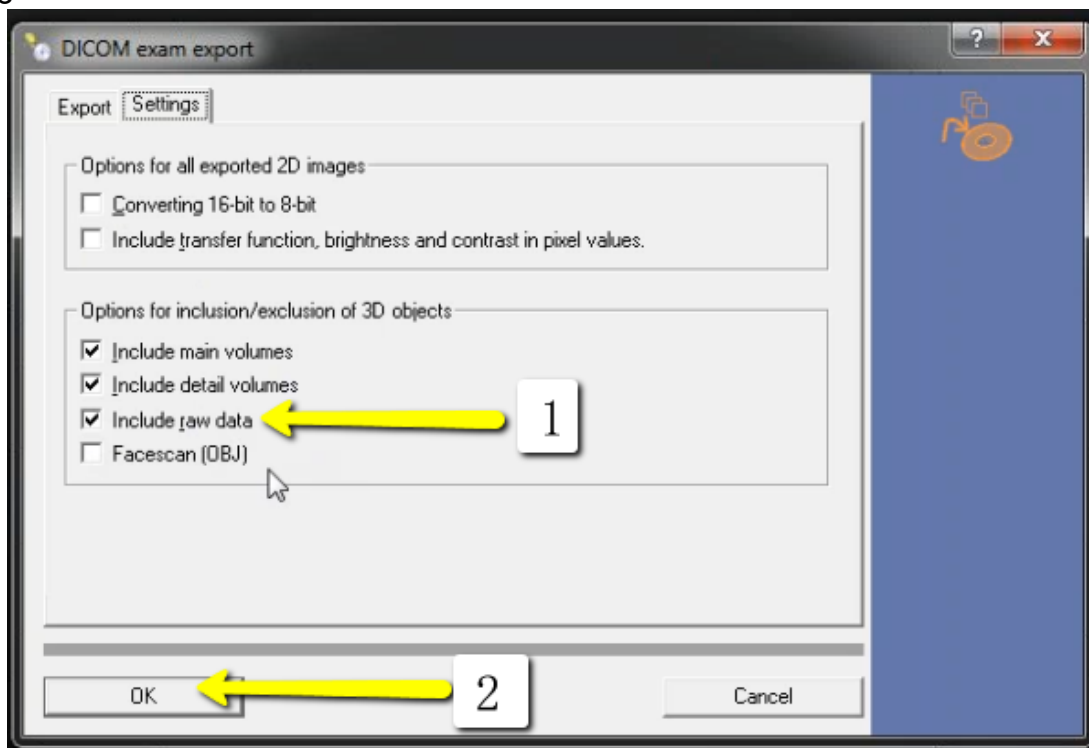 DICOM exam export
? X
Export Settings
Options for all exported 2D images
Converting 16-bit to 8-bit
Include transfer function, brightness and contrast in pixel values.
Options for inclusion/exclusion of 3D objects
Include main volumes
Include detail volumes
Include raw data
1
Facescan (OBJ)
OK
2
Cancel